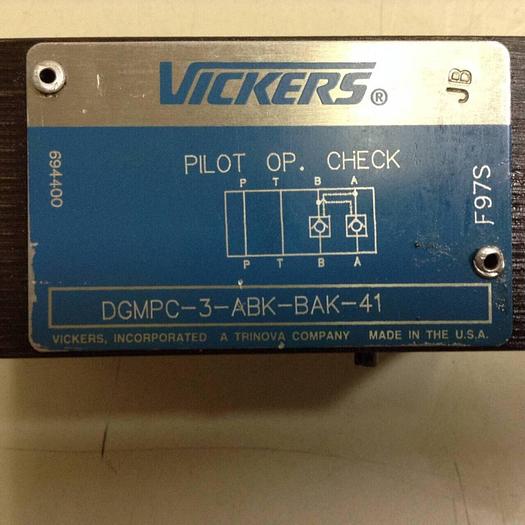 VICKERS®
JB
694400
PILOT OP. CHECK
P T B A
P T B A
F97S
DGMPC-3-ABK-BAK-41
VICKERS, INCORPORATED A TRINOVA COMPANY MADE IN THE U.S.A.